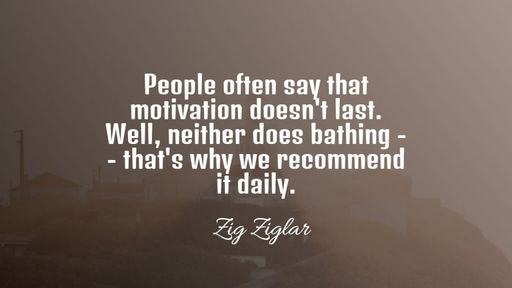 People often say that
motivation doesn't last.
Well, neither does bathing -
- that's why we recommend
it daily.
Zig Ziglar